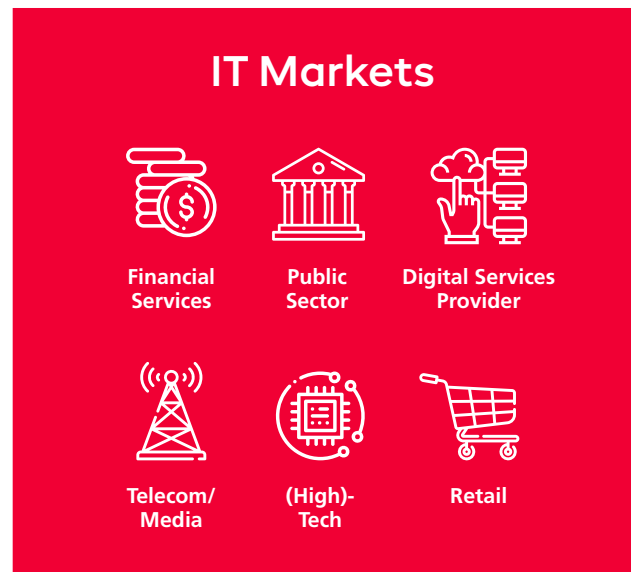 IT Markets
$
Financial
Services
Public
Sector
Digital Services
Provider
Telecom/
Media
(High)-
Tech
Retail